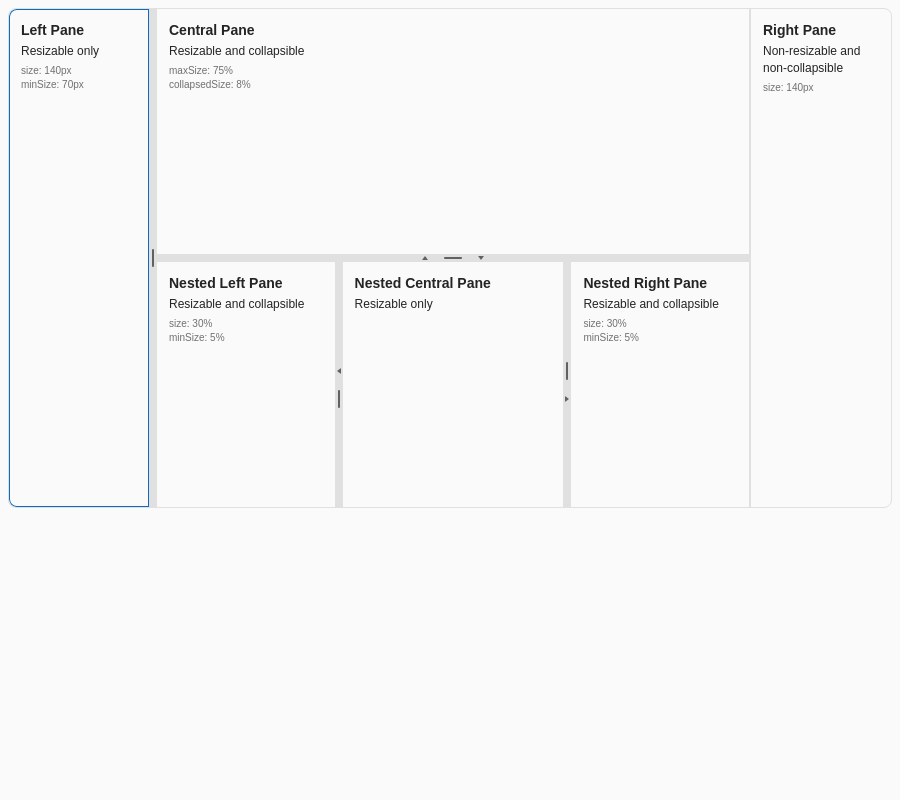 Left Pane
Resizable only
size: 140px
minSize: 70px
Central Pane
Resizable and collapsible
maxSize: 75%
collapsedSize: 8%
Right Pane
Non-resizable and
non-collapsible
size: 140px
Nested Left Pane
Resizable and collapsible
size: 30%
minSize: 5%
Nested Central Pane
Resizable only
Nested Right Pane
Resizable and collapsible
size: 30%
minSize: 5%